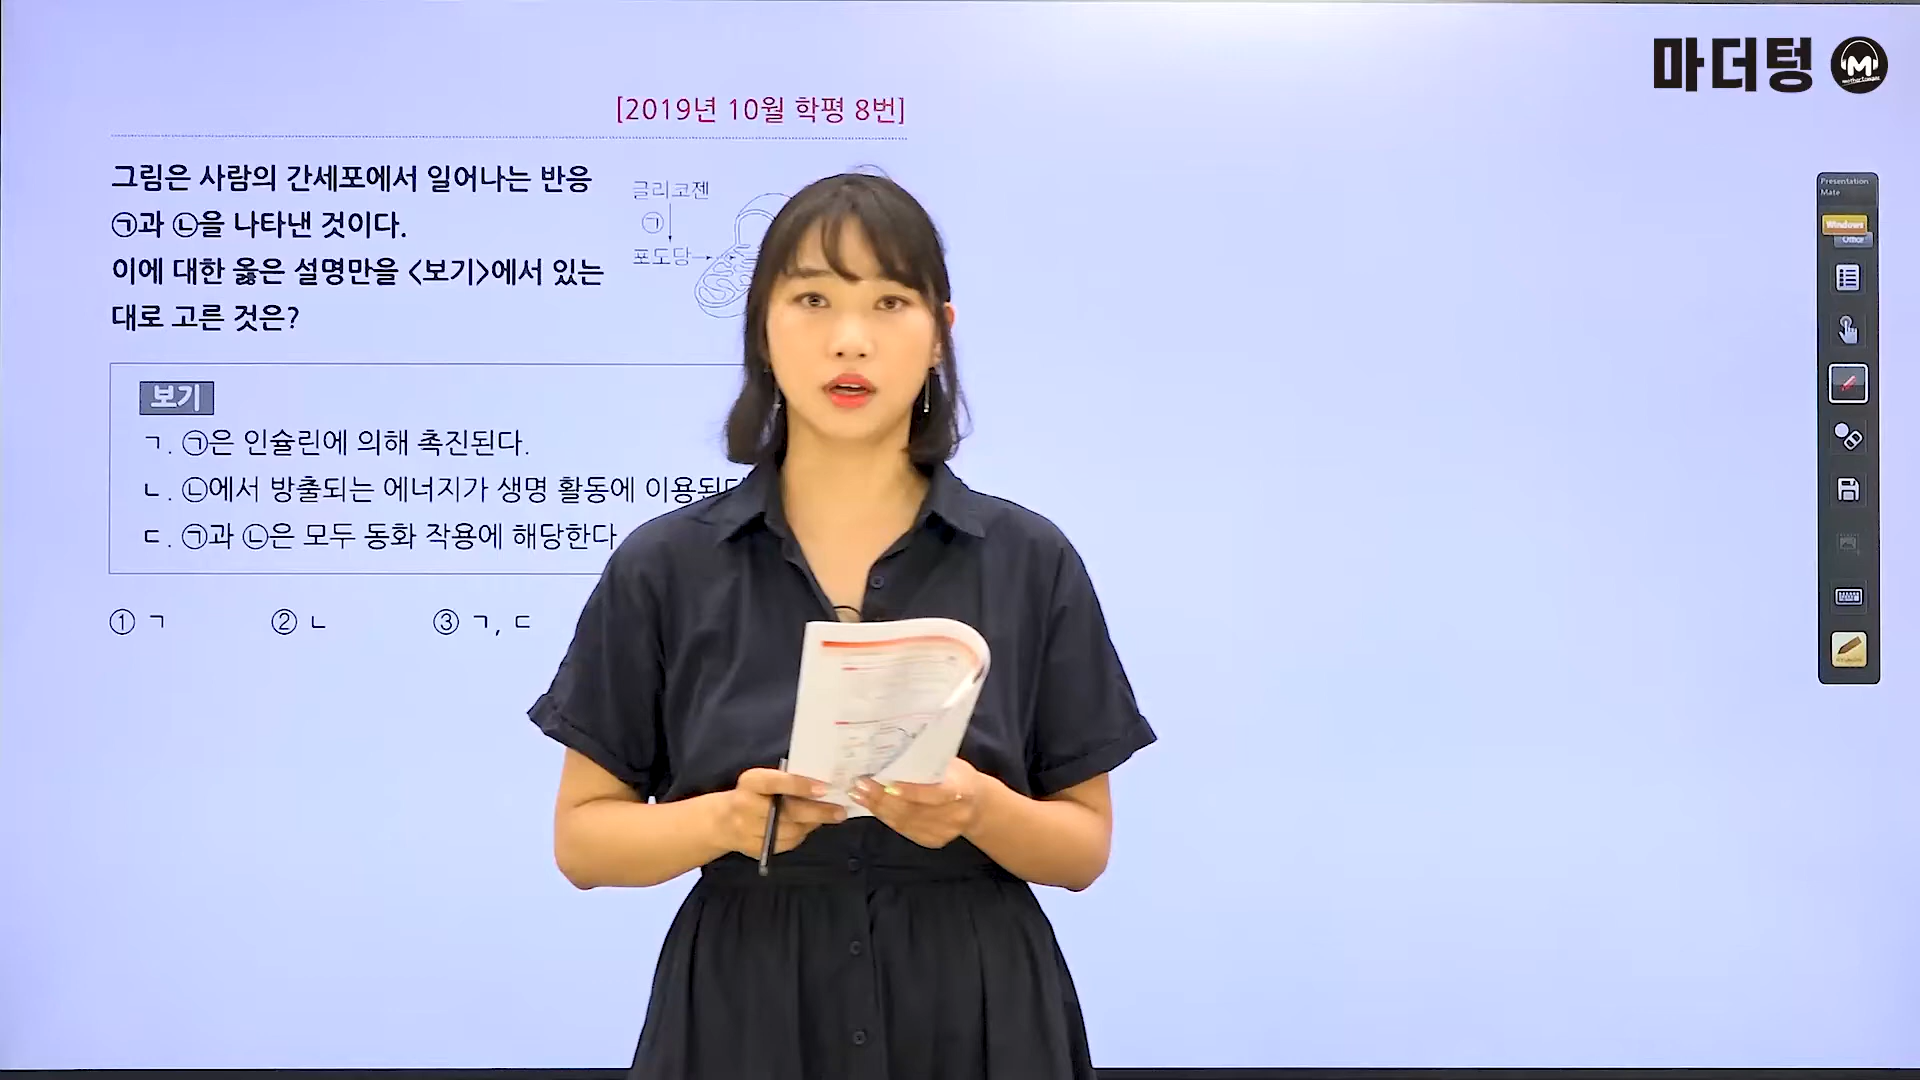 마더텅 M
[2019년 10월 학평 8번]
그림은 사람의 간세포에서 일어나는 반응
㉠과 ㉡을 나타낸 것이다.
이에 대한 옳은 설명만을 <보기>에서 있는
대로 고른 것은?
글리코젠
㉠
포도당
보기
ㄱ. ㉠은 인슐린에 의해 촉진된다.
ㄴ. ㉡에서 방출되는 에너지가 생명 활동에 이용된다
ㄷ. ㉠과 ㉡은 모두 동화 작용에 해당한다
① ㄱ
② ㄴ
③ ㄱ, ㄷ
Presentation
Mate
Windows
Office